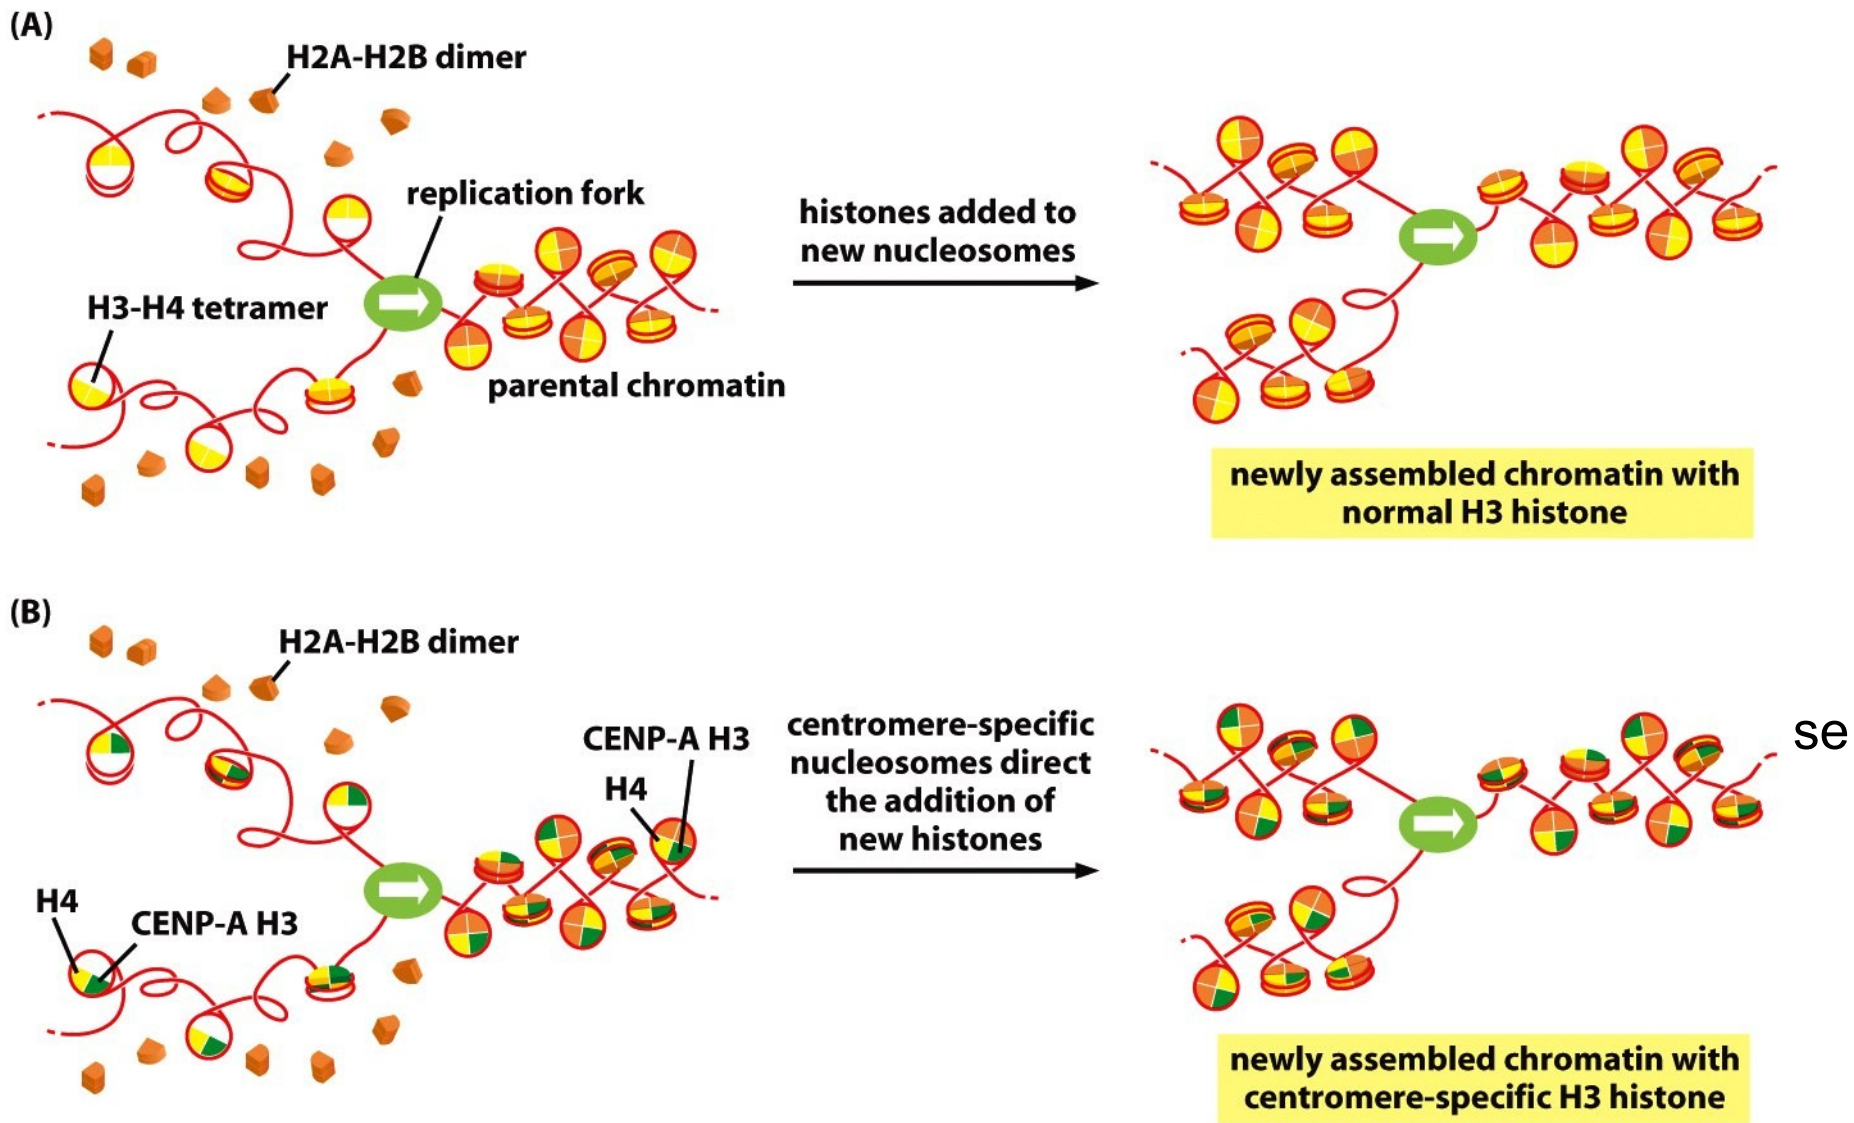 (A)
H2A-H2B dimer
replication fork
H3-H4 tetramer
parental chromatin
histones added to
new nucleosomes
newly assembled chromatin with
normal H3 histone
(B)
H2A-H2B dimer
CENP-A H3
H4
H4
CENP-A H3
centromere-specific
nucleosomes direct
the addition of
new histones
se
newly assembled chromatin with
centromere-specific H3 histone